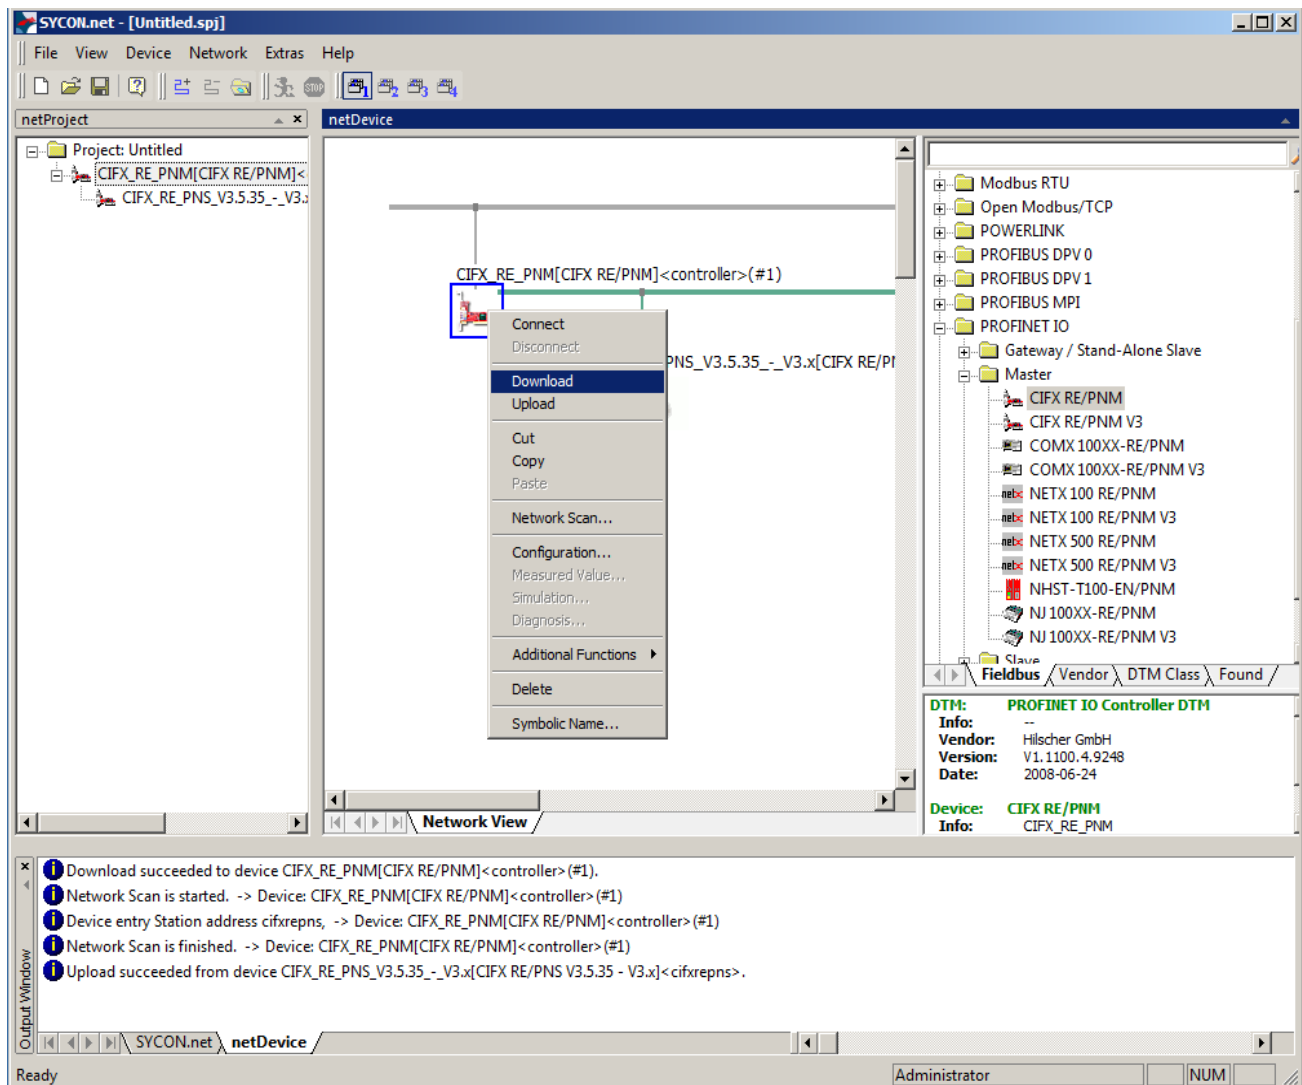 SYCON.net - [Untitled.spj]
File View Device Network Extras Help
netProject
netDevice
Project: Untitled
CIFX_RE_PNM[CIFX RE/PNM]<
CIFX_RE_PNS_V3.5.35_-_V3.
CIFX_RE_PNM[CIFX RE/PNM]<controller>(#1)
PNS_V3.5.35_-_V3.x[CIFX RE/P
Connect
Disconnect
Download
Upload
Cut
Copy
Paste
Network Scan...
Configuration...
Measured Value...
Simulation...
Diagnosis...
Additional Functions
Delete
Symbolic Name...
Network View
Modbus RTU
Open Modbus/TCP
POWERLINK
PROFIBUS DPV 0
PROFIBUS DPV 1
PROFIBUS MPI
PROFINET IO
Gateway / Stand-Alone Slave
Master
CIFX RE/PNM
CIFX RE/PNM V3
COMX 100XX-RE/PNM
COMX 100XX-RE/PNM V3
NETX 100 RE/PNM
NETX 100 RE/PNM V3
NETX 500 RE/PNM
NETX 500 RE/PNM V3
NHST-T100-EN/PNM
NJ 100XX-RE/PNM
NJ 100XX-RE/PNM V3
Slave
Fieldbus Vendor DTM Class Found
DTM: PROFINET IO Controller DTM
Info: --
Vendor: Hilscher GmbH
Version: V1.1100.4.9248
Date: 2008-06-24
Device: CIFX RE/PNM
Info: CIFX_RE_PNM
Output Window
Download succeeded to device CIFX_RE_PNM[CIFX RE/PNM]<controller>(#1).
Network Scan is started. -> Device: CIFX_RE_PNM[CIFX RE/PNM]<controller>(#1)
Device entry Station address cifxrepns, -> Device: CIFX_RE_PNM[CIFX RE/PNM]<controller>(#1)
Network Scan is finished. -> Device: CIFX_RE_PNM[CIFX RE/PNM]<controller>(#1)
Upload succeeded from device CIFX_RE_PNS_V3.5.35_-_V3.x[CIFX RE/PNS V3.5.35 - V3.x]<cifxrepns>.
SYCON.net netDevice
Ready
Administrator
NUM